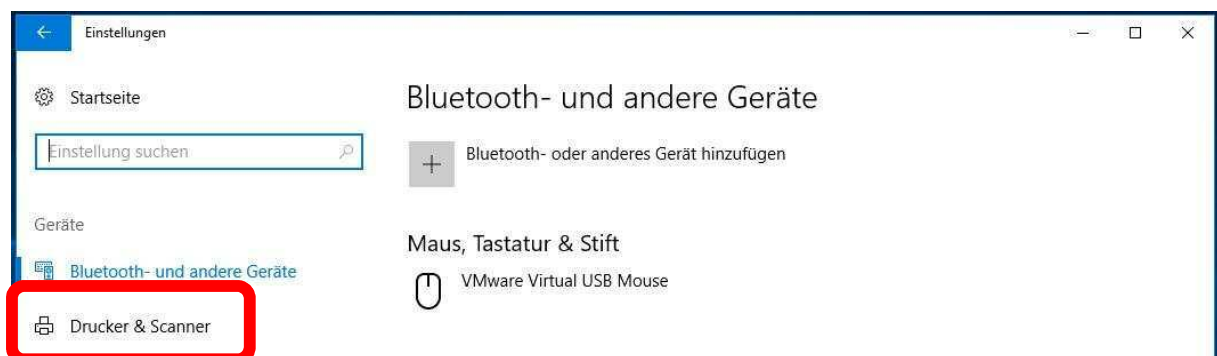 Einstellungen
Startseite
Einstellung suchen
Geräte
Bluetooth- und andere Geräte
Drucker & Scanner
Bluetooth- und andere Geräte
Bluetooth- oder anderes Gerät hinzufügen
Maus, Tastatur & Stift
VMware Virtual USB Mouse